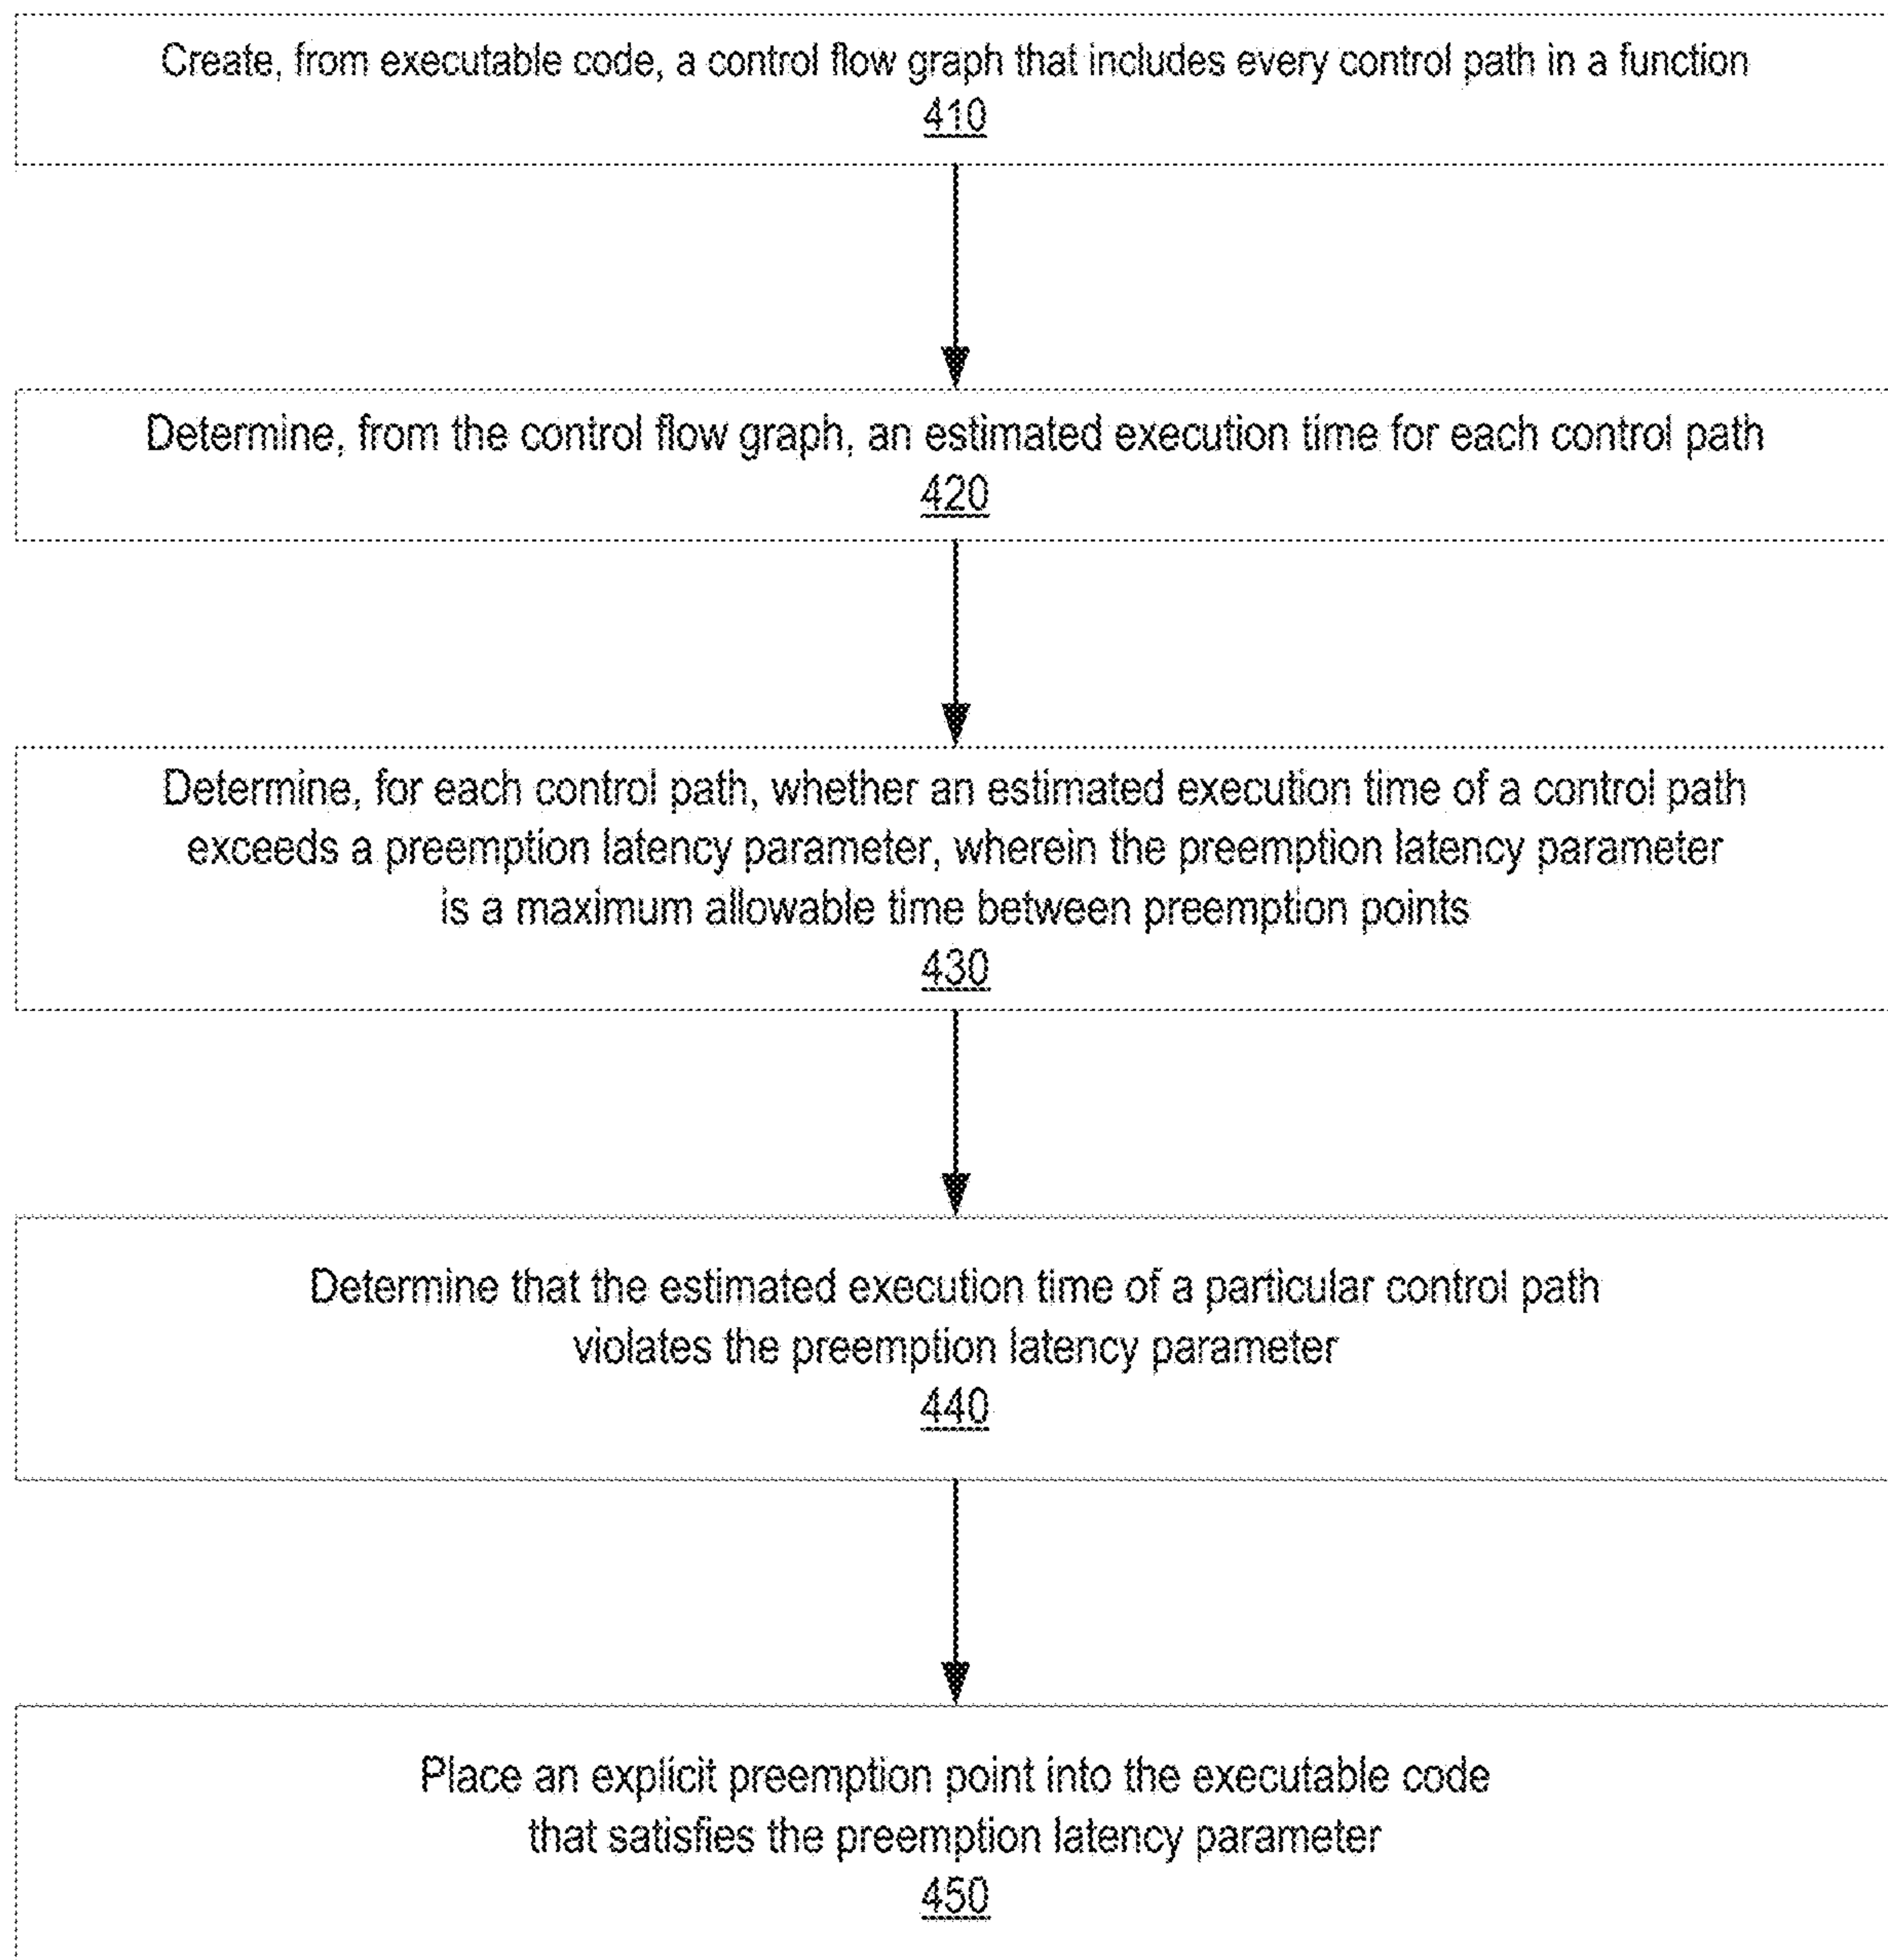 Create, from executable code, a control flow graph that includes every control path in a function
410
Determine, from the control flow graph, an estimated execution time for each control path
420
Determine, for each control path, whether an estimated execution time of a control path
exceeds a preemption latency parameter, wherein the preemption latency parameter
is a maximum allowable time between preemption points
430
Determine that the estimated execution time of a particular control path
violates the preemption latency parameter
440
Place an explicit preemption point into the executable code
that satisfies the preemption latency parameter
450